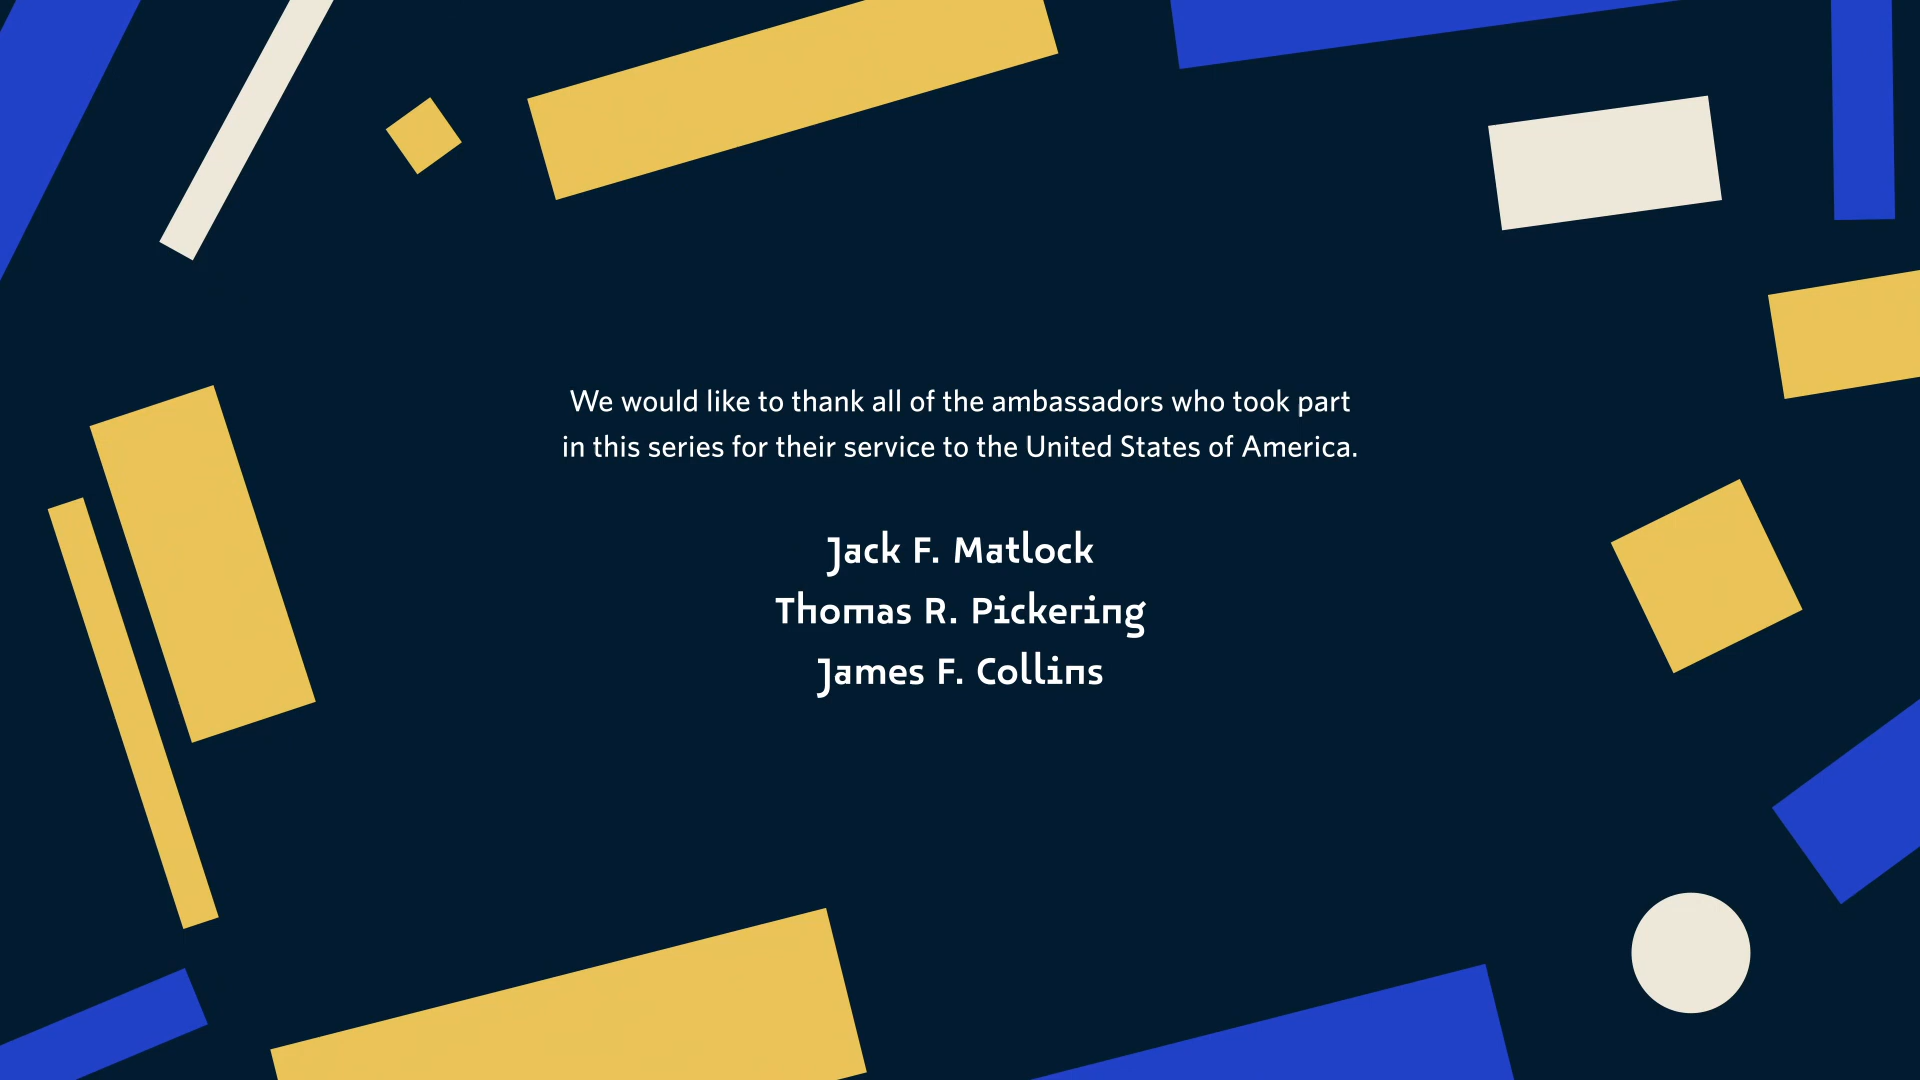 We would like to thank all of the ambassadors who took part
in this series for their service to the United States of America.
Jack F. Matlock
Thomas R. Pickering
James F. Collins